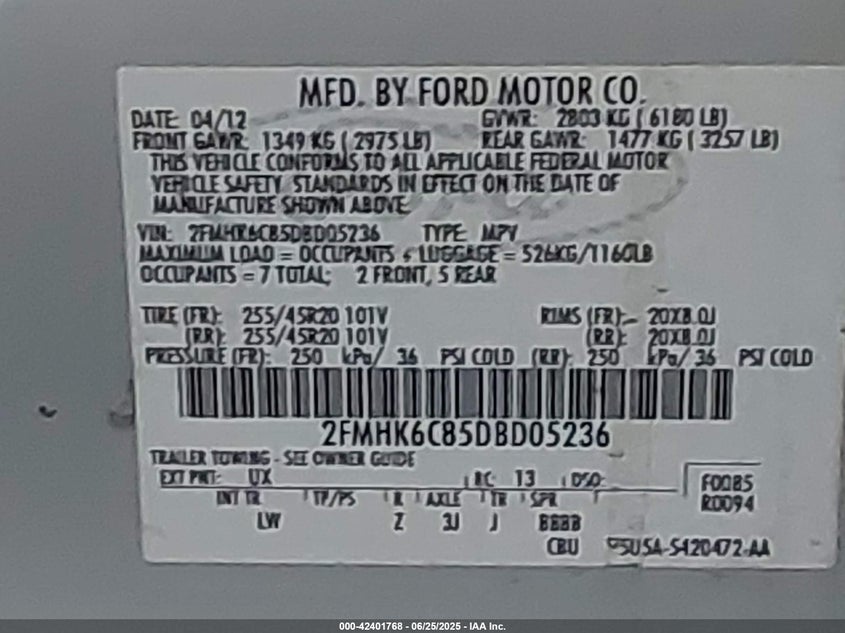 MFD. BY FORD MOTOR CO.
DATE: 04/12 GVWR: 2803 KG ( 6180 LB)
FRONT GAWR: 1349 KG ( 2975 LB) REAR GAWR: 1477 KG ( 3257 LB)
THIS VEHICLE CONFORMS TO ALL APPLICABLE FEDERAL MOTOR
VEHICLE SAFETY STANDARDS IN EFFECT ON THE DATE OF
MANUFACTURE SHOWN ABOVE.
VIN: 2FMHK6C85DBD05236 TYPE: MPV
MAXIMUM LOAD = OCCUPANTS + LUGGAGE = 526KG/1160LB
OCCUPANTS = 7 TOTAL; 2 FRONT, 5 REAR
TIRE (FR): 255/45R20 101V RIMS (FR): 20X8.0J
(RR): 255/45R20 101V (RR): 20X8.0J
PRESSURE (FR): 250 kPa/ 36 PSI COLD (RR): 250 kPa/ 36 PSI COLD
2FMHK6C85DBD05236
TRAILER TOWING - SEE OWNER GUIDE
EXT PNT: UX RC: 13 DSO: F0085
INT TR TP/PS R AXLE TR SPR R0094
LW Z 3J J BBBB
CBU 5U5A-5420472-AA
000-42401768 - 06/25/2025 - IAA Inc.